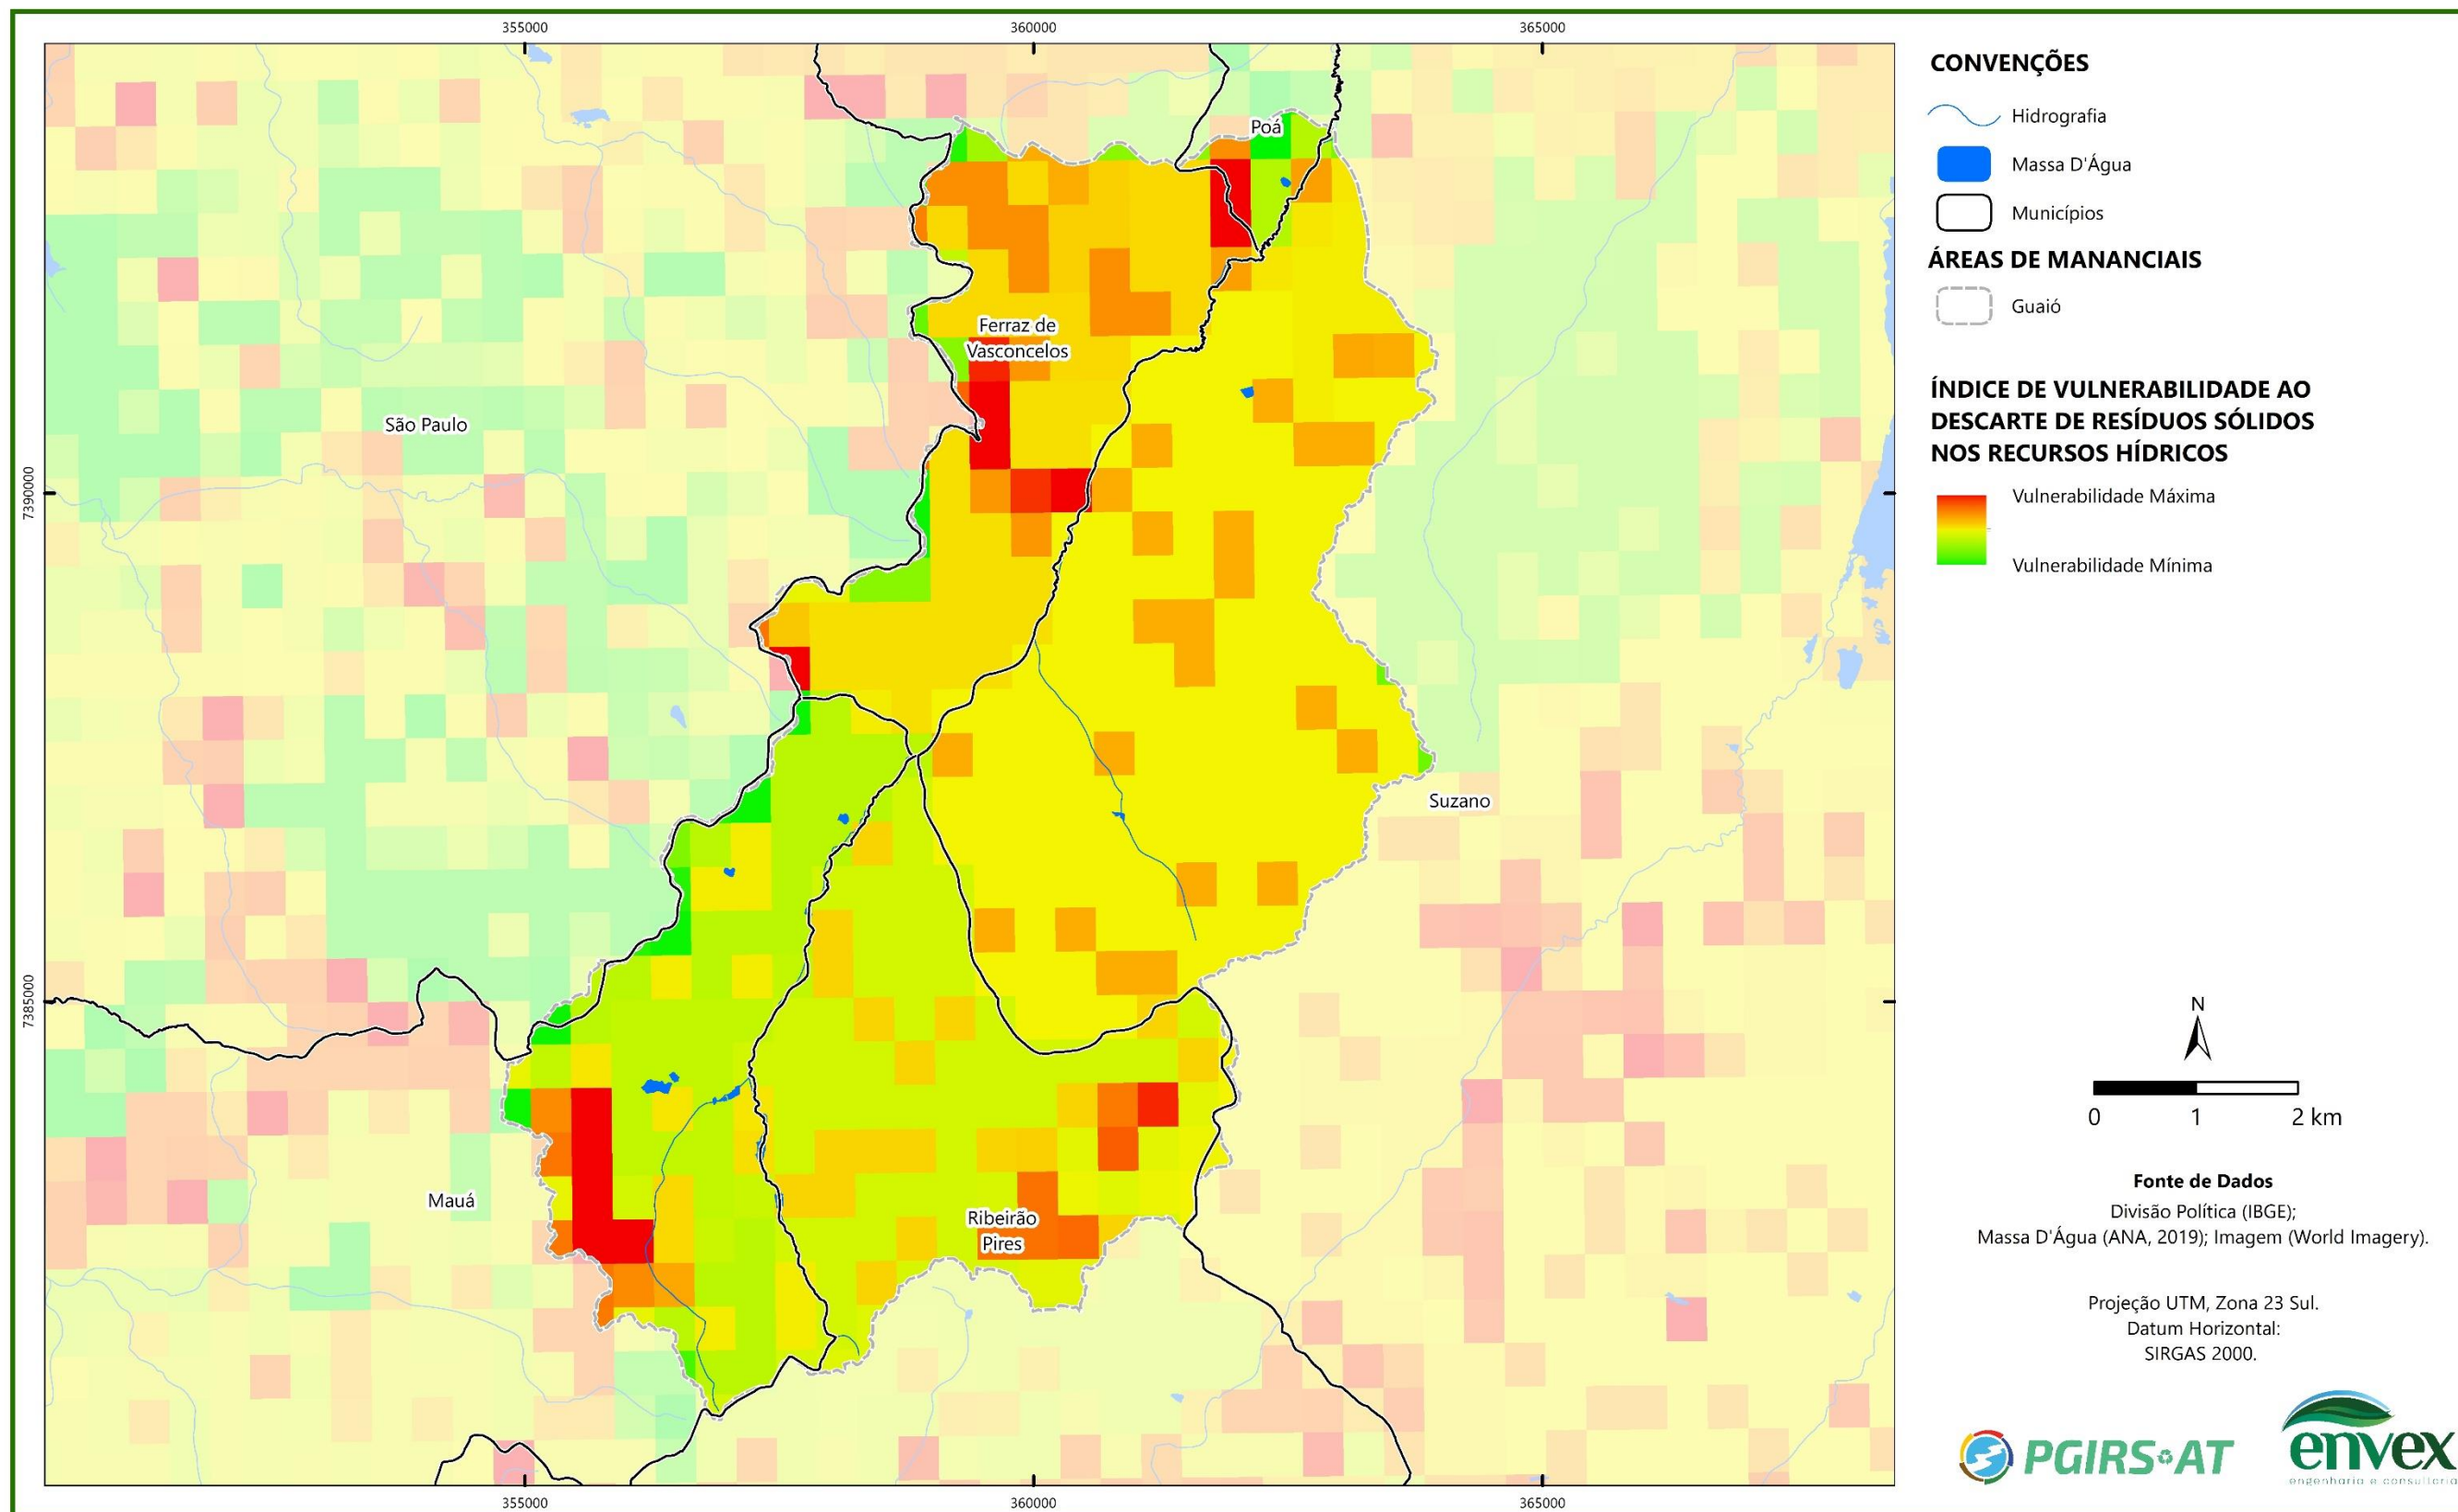 355000
360000
365000
7390000
7385000
Poá
Ferraz de
Vasconcelos
São Paulo
Suzano
Mauá
Ribeirão
Pires
355000
360000
365000
CONVENÇÕES
Hidrografia
Massa D'Água
Municípios
ÁREAS DE MANANCIAIS
Guaió
ÍNDICE DE VULNERABILIDADE AO
DESCARTE DE RESÍDUOS SÓLIDOS
NOS RECURSOS HÍDRICOS
Vulnerabilidade Máxima
Vulnerabilidade Mínima
N
0 1 2 km
Fonte de Dados
Divisão Política (IBGE);
Massa D'Água (ANA, 2019); Imagem (World Imagery).
Projeção UTM, Zona 23 Sul.
Datum Horizontal:
SIRGAS 2000.
PGIRS AT
envex
engenharia e consultoria